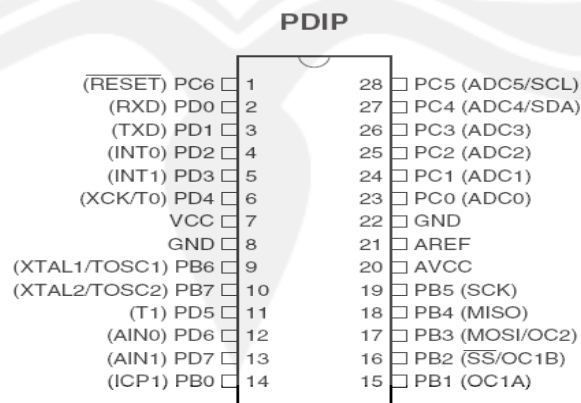 PDIP
(RESET) PC6 1 28 PC5 (ADC5/SCL)
(RXD) PD0 2 27 PC4 (ADC4/SDA)
(TXD) PD1 3 26 PC3 (ADC3)
(INT0) PD2 4 25 PC2 (ADC2)
(INT1) PD3 5 24 PC1 (ADC1)
(XCK/T0) PD4 6 23 PC0 (ADC0)
VCC 7 22 GND
GND 8 21 AREF
(XTAL1/TOSC1) PB6 9 20 AVCC
(XTAL2/TOSC2) PB7 10 19 PB5 (SCK)
(T1) PD5 11 18 PB4 (MISO)
(AIN0) PD6 12 17 PB3 (MOSI/OC2)
(AIN1) PD7 13 16 PB2 (SS/OC1B)
(ICP1) PB0 14 15 PB1 (OC1A)